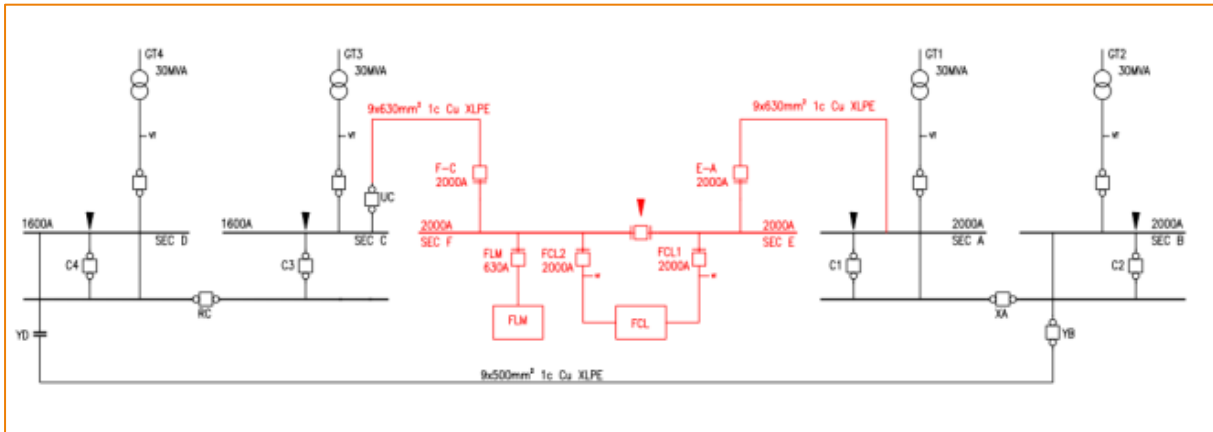 GT4
30MVA
GT3
30MVA
GT1
30MVA
GT2
30MVA
9x630mm² 1c Cu XLPE
9x630mm² 1c Cu XLPE
F-C
2000A
E-A
2000A
UC
1600A
SEC D
1600A
SEC C
2000A
SEC F
2000A
SEC E
2000A
SEC A
2000A
SEC B
C4
C3
FLM
630A
FCL2
2000A
FCL1
2000A
C1
C2
RC
FLM
FCL
XA
YD
YB
9x500mm² 1c Cu XLPE